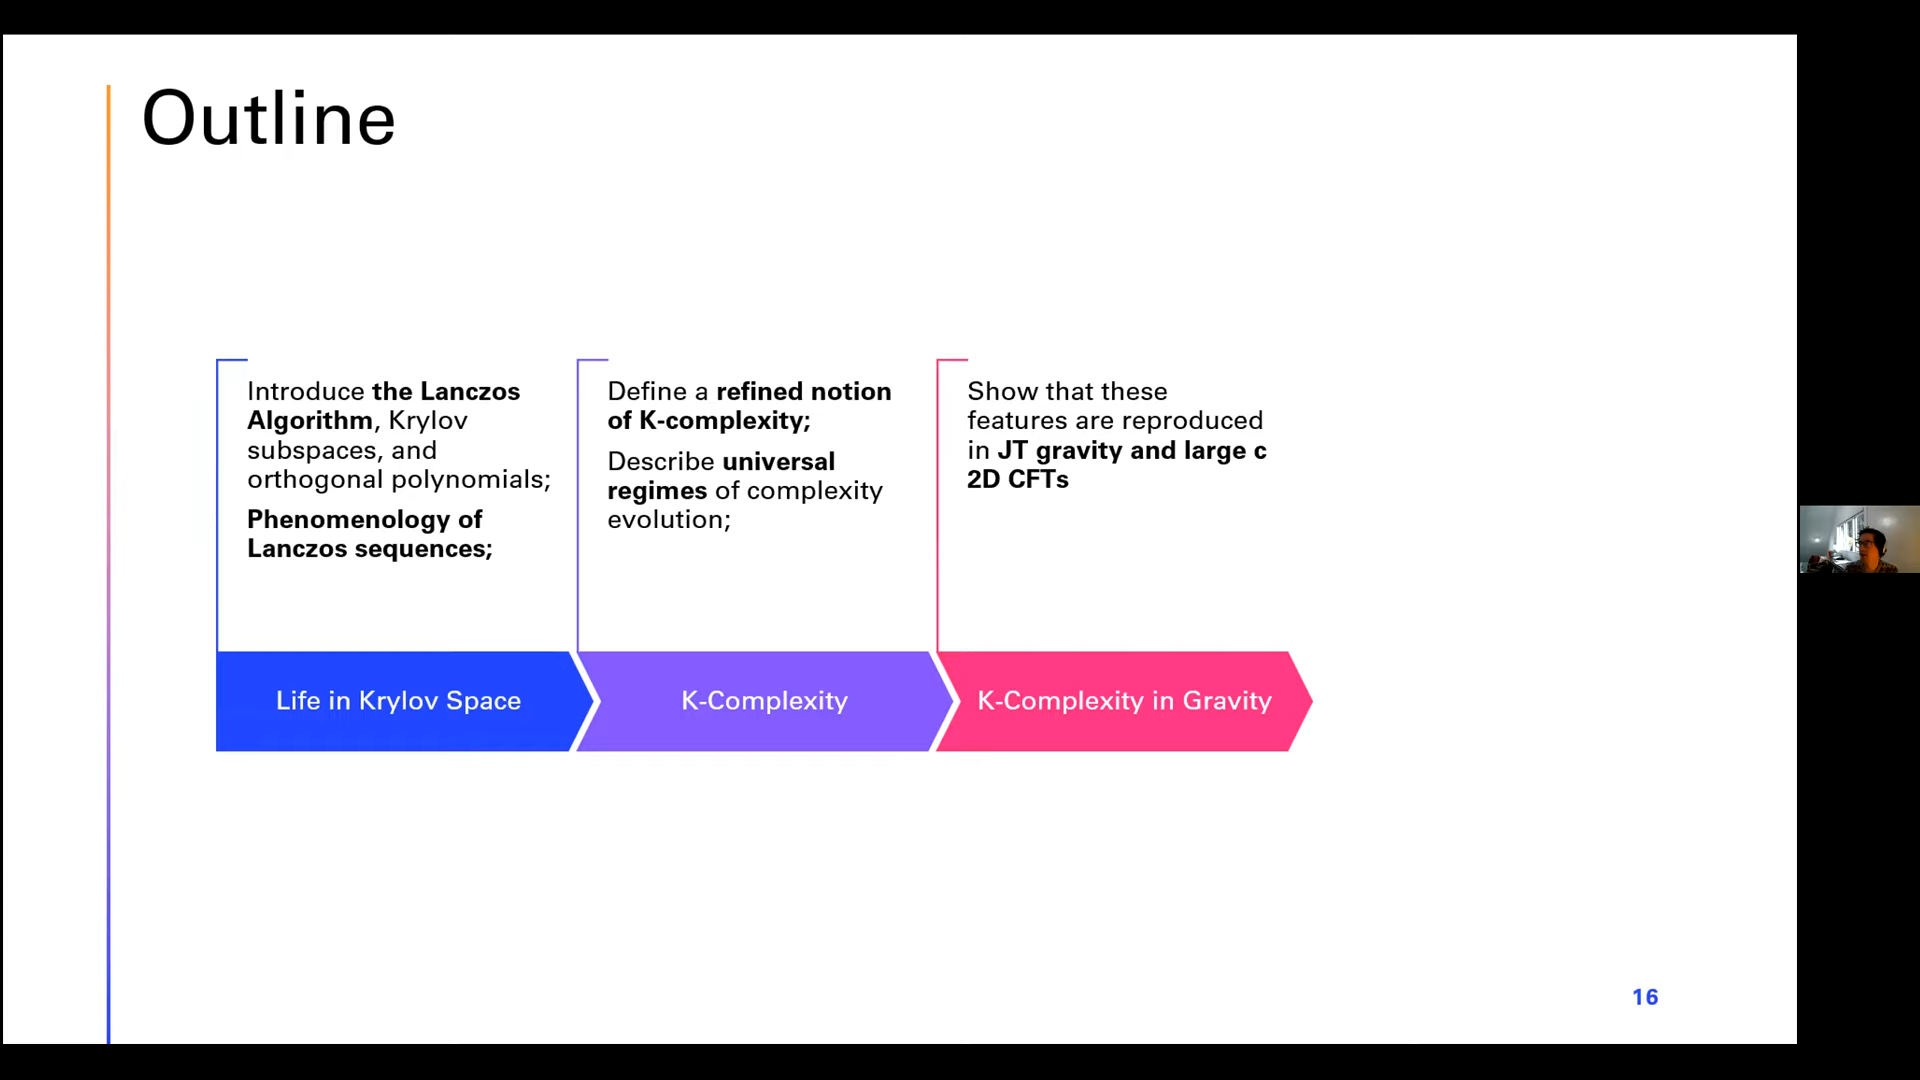 Outline
Introduce the Lanczos
Algorithm, Krylov
subspaces, and
orthogonal polynomials;
Phenomenology of
Lanczos sequences;
Define a refined notion
of K-complexity;
Describe universal
regimes of complexity
evolution;
Show that these
features are reproduced
in JT gravity and large c
2D CFTs
Life in Krylov Space
K-Complexity
K-Complexity in Gravity
16